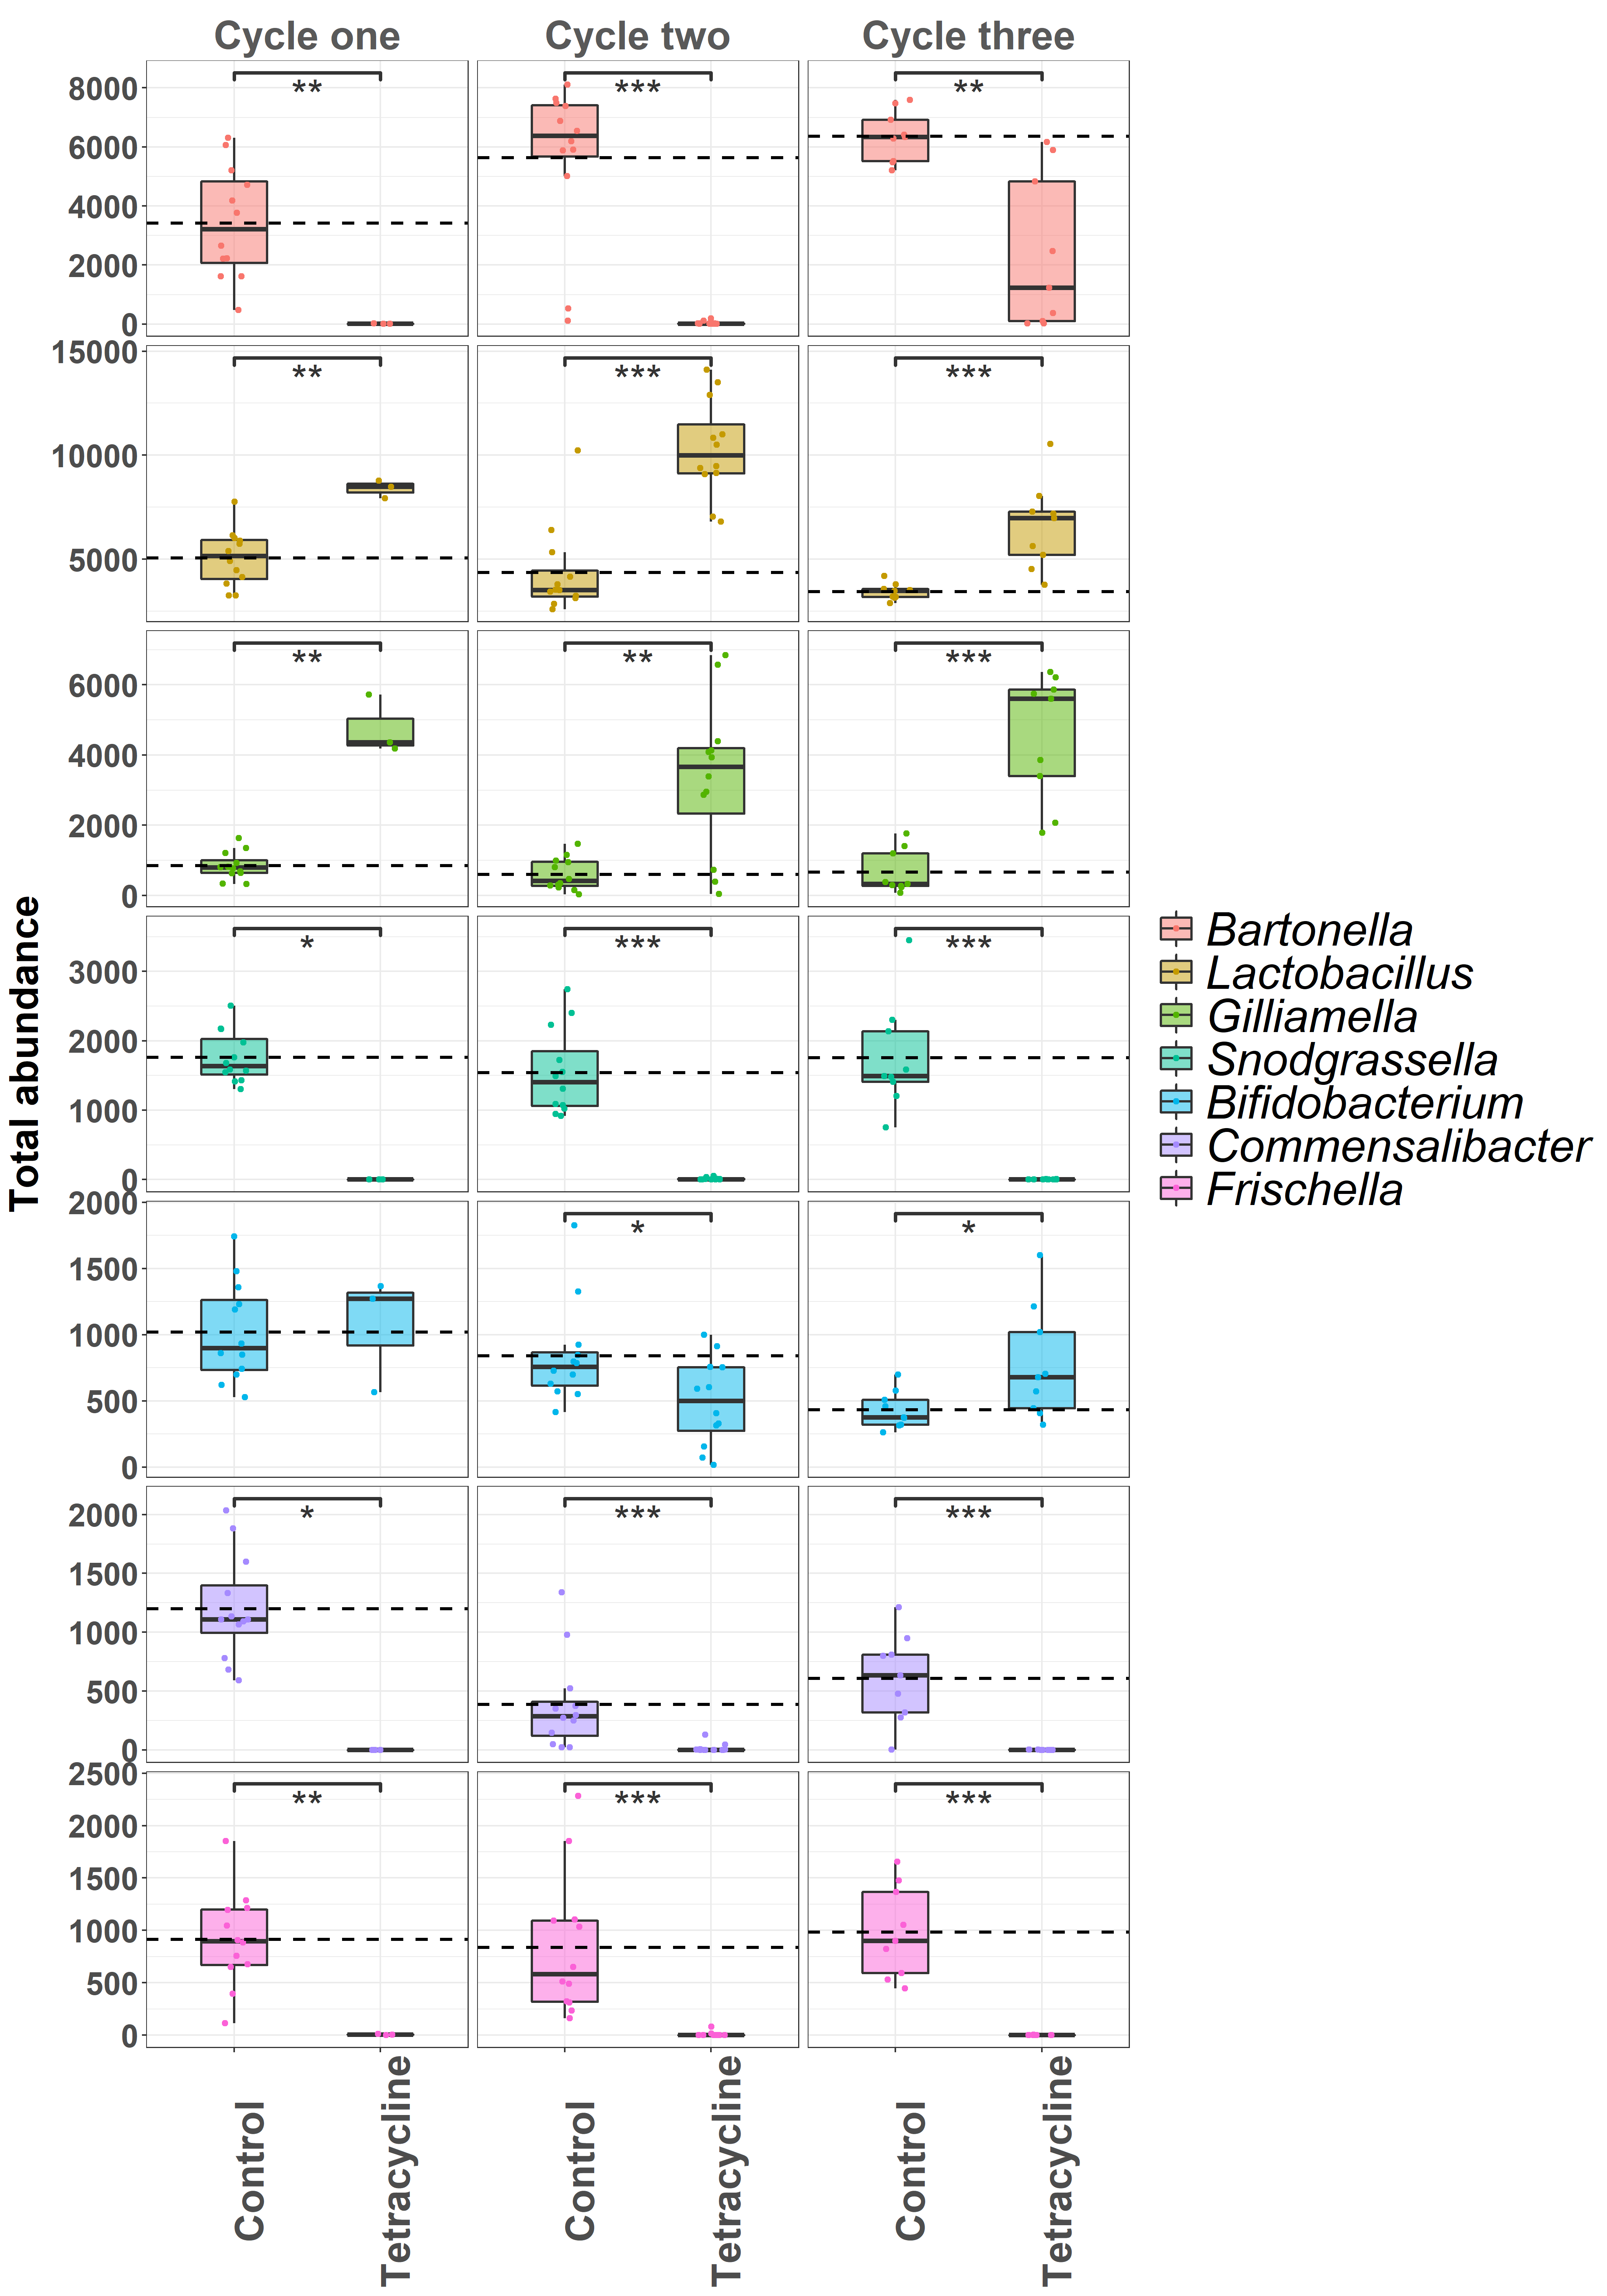 Cycle one Cycle two Cycle three
** *** **
8000
6000
4000
2000
0
** *** ***
15000
10000
5000
** ** ***
6000
4000
2000
0
* *** ***
3000
2000
1000
0
* *
2000
1500
1000
500
0
* *** ***
2000
1500
1000
500
0
** *** ***
2500
2000
1500
1000
500
0
Total abundance
Control Tetracycline Control Tetracycline Control Tetracycline
Bartonella
Lactobacillus
Gilliamella
Snodgrassella
Bifidobacterium
Commensalibacter
Frischella